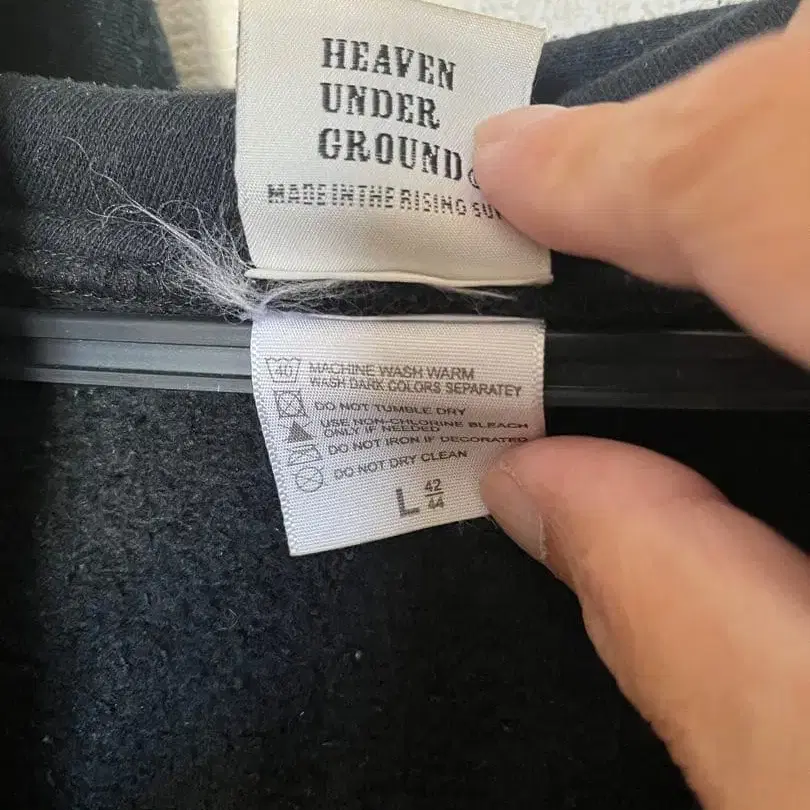 HEAVEN
UNDER
GROUND
MADE IN THE RISING SU
40 MACHINE WASH WARM
WASH DARK COLORS SEPARATEY
DO NOT TUMBLE DRY
USE NON-CHLORINE BLEACH
ONLY IF NEEDED
DO NOT IRON IF DECORATED
DO NOT DRY CLEAN
L 42/44